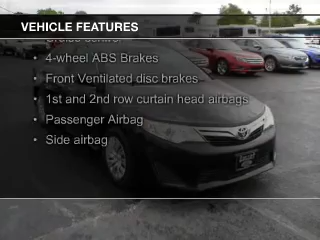 VEHICLE FEATURES
• 4-wheel ABS Brakes
• Front Ventilated disc brakes
• 1st and 2nd row curtain head airbags
• Passenger Airbag
• Side airbag